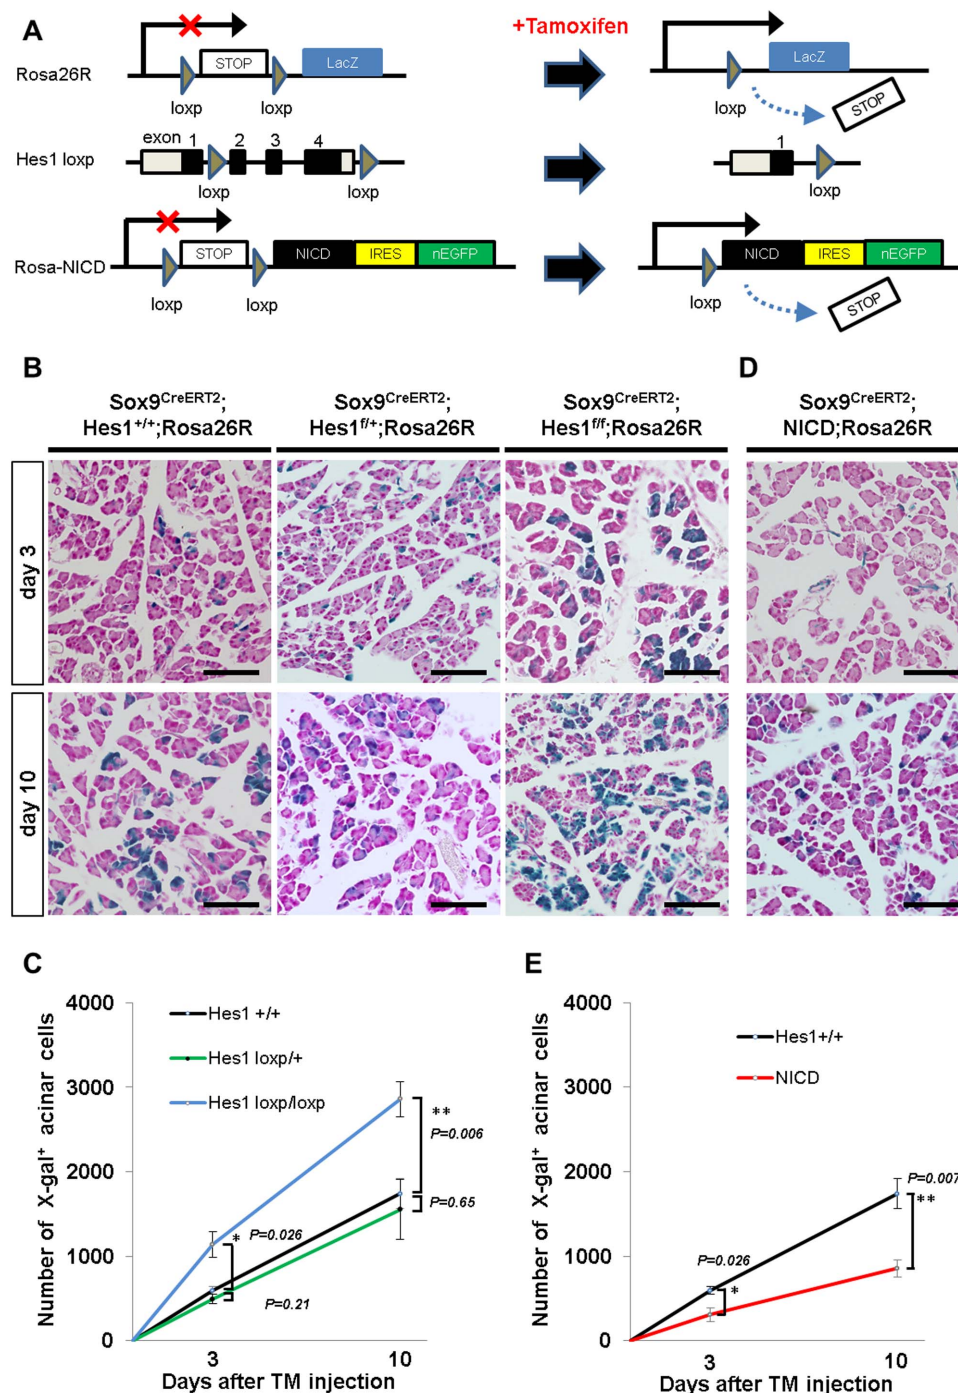 A
+Tamoxifen
Rosa26R
STOP
LacZ
loxp
loxp
LacZ
loxp
STOP
Hes1 loxp
exon
1
2
3
4
loxp
loxp
1
loxp
Rosa-NICD
STOP
NICD
IRES
nEGFP
loxp
loxp
NICD
IRES
nEGFP
loxp
STOP
B
Sox9CreERT2;
Hes1+/+;Rosa26R
Sox9CreERT2;
Hes1f/+;Rosa26R
Sox9CreERT2;
Hes1f/f;Rosa26R
D
Sox9CreERT2;
NICD;Rosa26R
day 3
day 10
C
Number of X-gal+ acinar cells
4000
3000
2000
1000
0
Hes1 +/+
Hes1 loxp/+
Hes1 loxp/loxp
**
P=0.006
P=0.65
*
P=0.026
P=0.21
3
10
Days after TM injection
E
Number of X-gal+ acinar cells
4000
3000
2000
1000
0
Hes1+/+
NICD
P=0.007
**
P=0.026
*
3
10
Days after TM injection